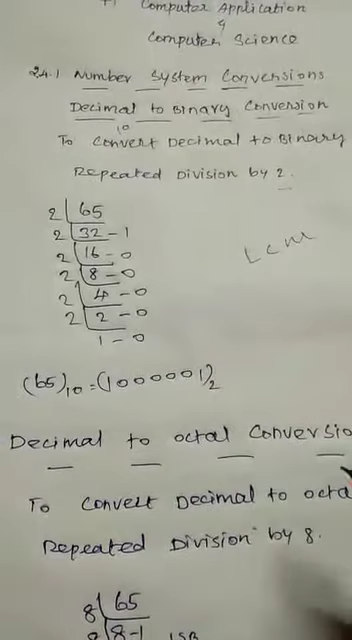 Computer Application
&
Computer Science
24.1 Number System Conversions
Decimal to Binary Conversion
10
To Convert Decimal to Binary
Repeated Division by 2.
2 65
2 32 - 1
2 16 - 0
2 8 - 0
2 4 - 0
2 2 - 0
1 - 0
LCM
(65)10 = (1000001)2
Decimal to octal Conversio
To Convert Decimal to octa
Repeated Division by 8.
8 65
8 8-1 LSB